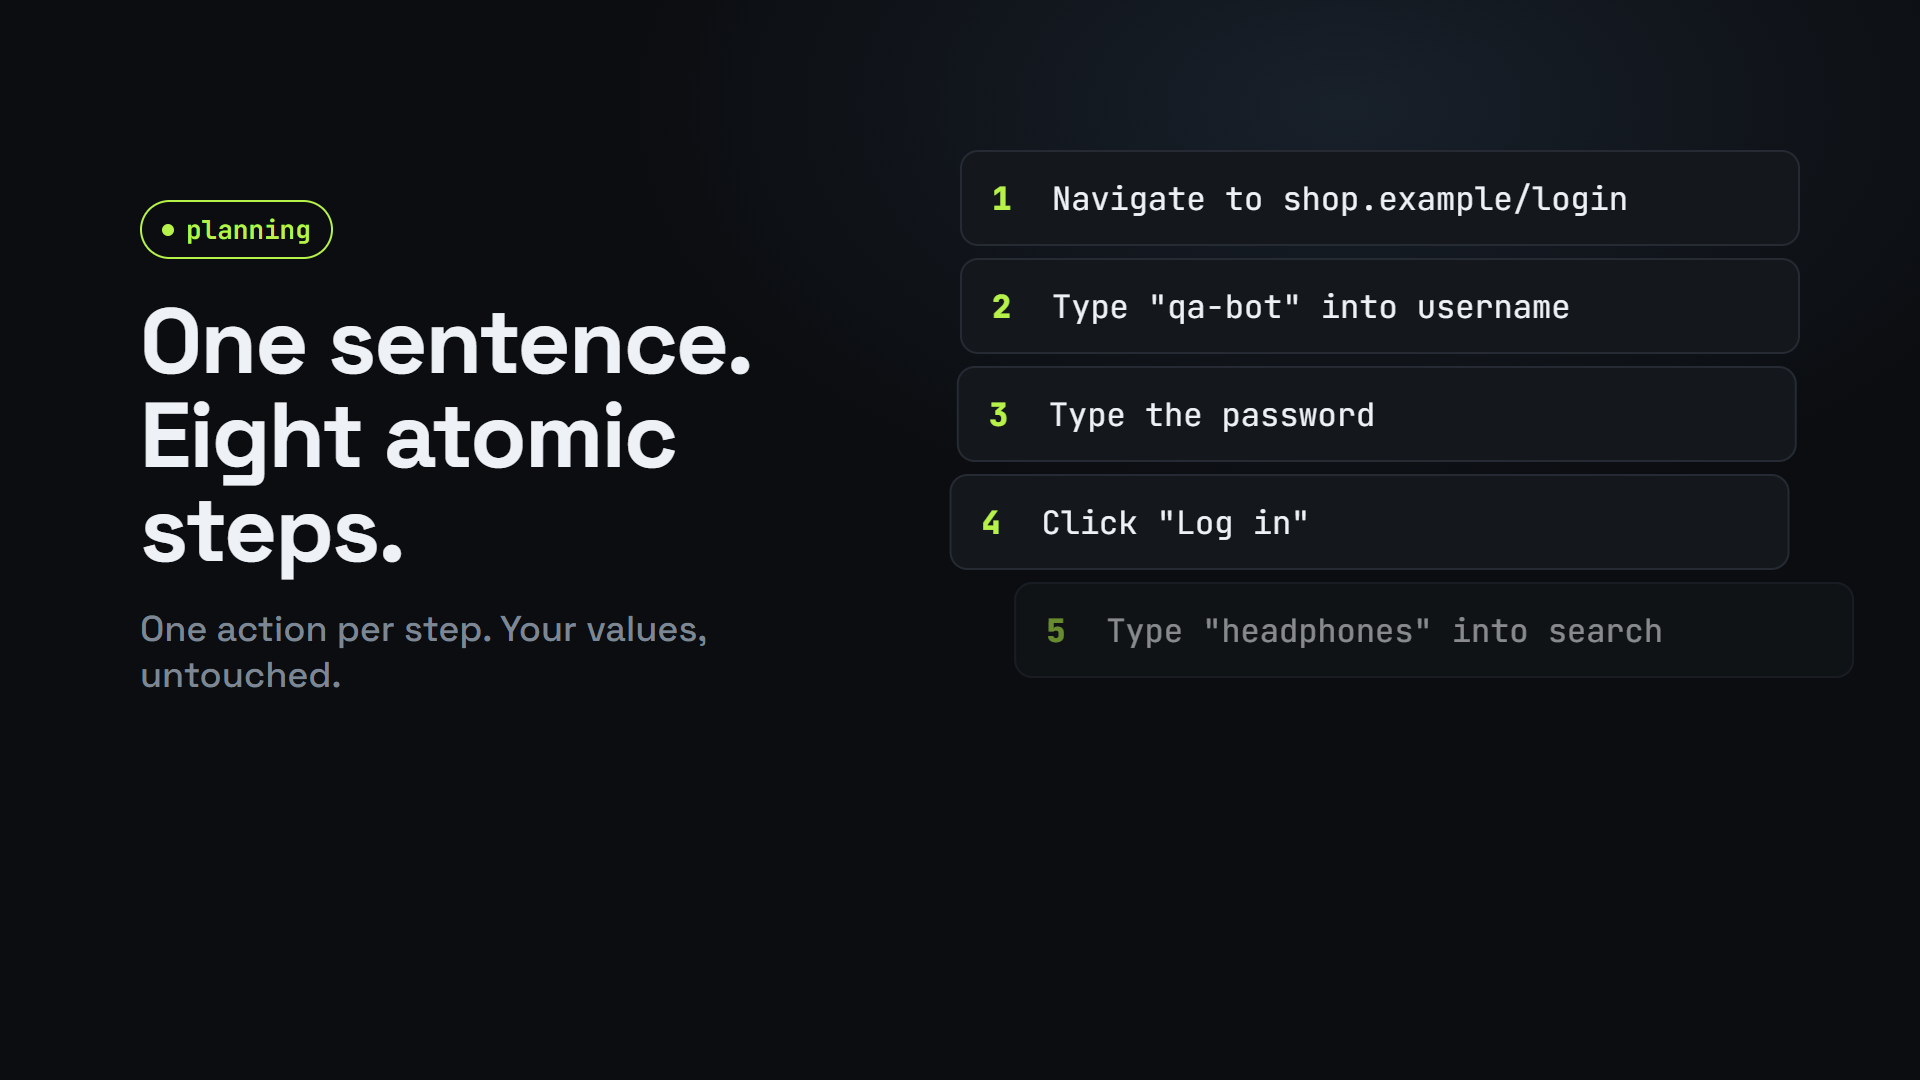 planning
One sentence.
Eight atomic
steps.
One action per step. Your values,
untouched.
1 Navigate to shop.example/login
2 Type "qa-bot" into username
3 Type the password
4 Click "Log in"
5 Type "headphones" into search